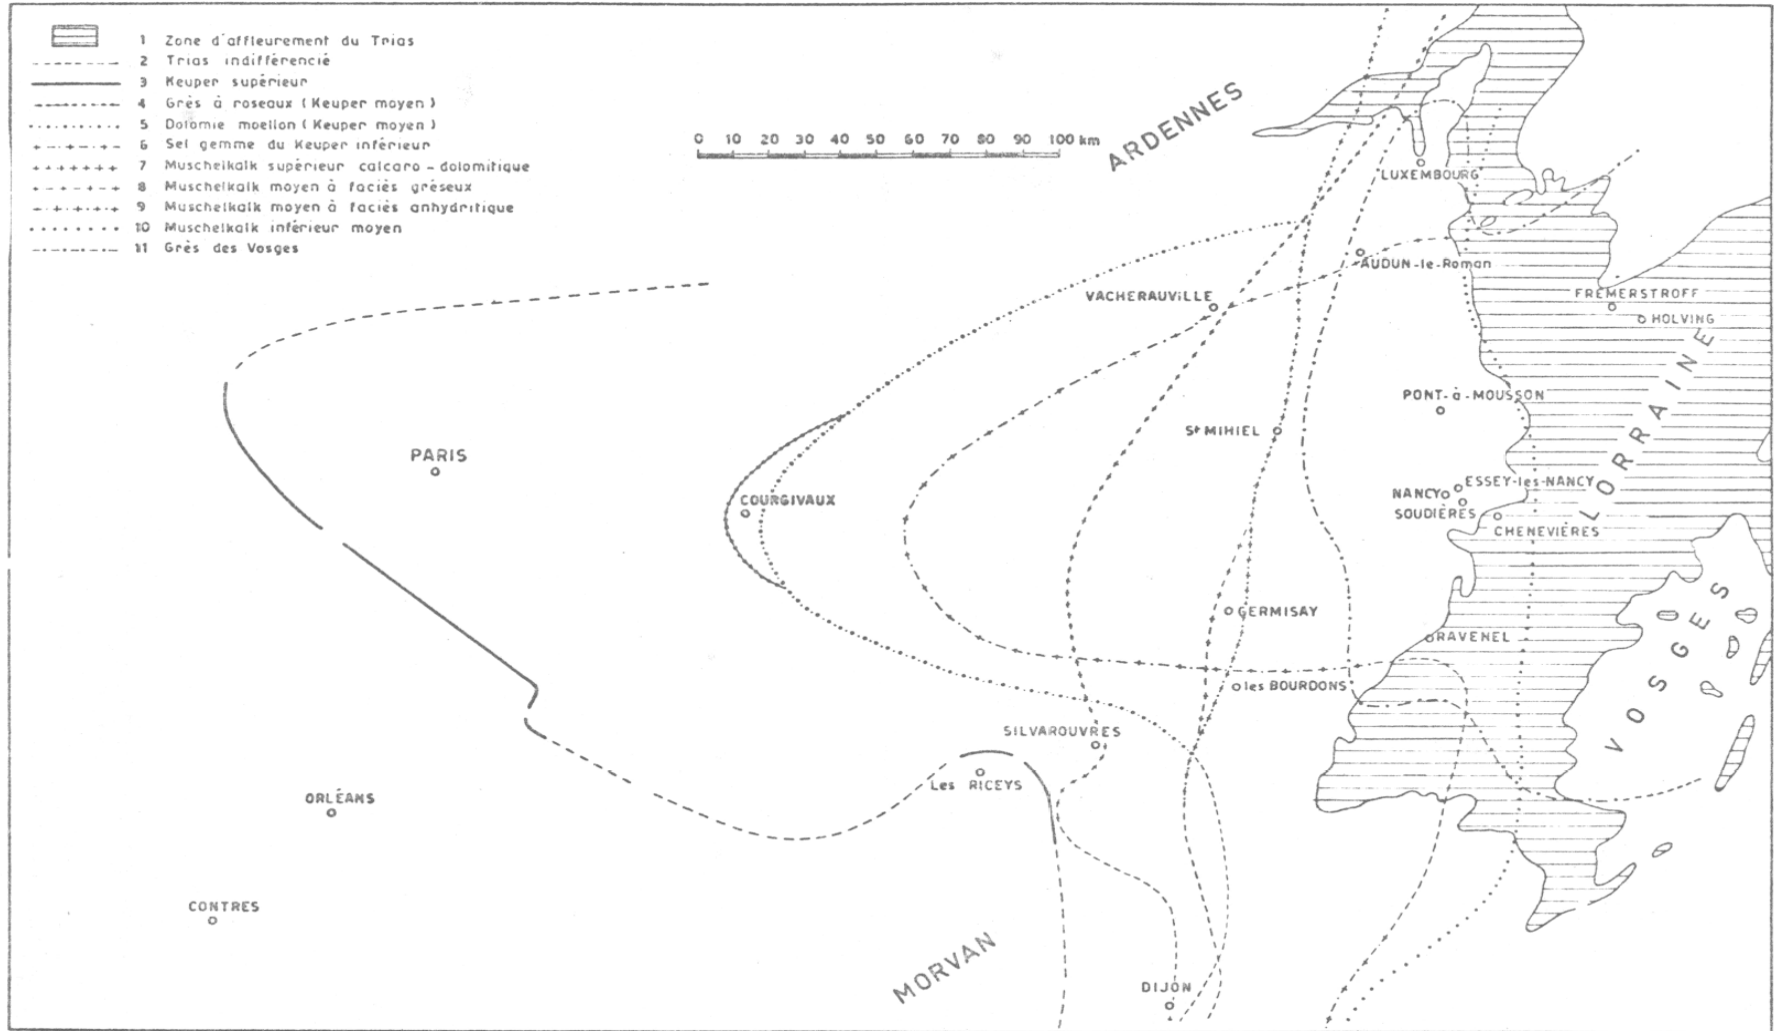 1 Zone d'affleurement du Trias
2 Trias indifférencié
3 Keuper supérieur
4 Grès à roseaux (Keuper moyen)
5 Dolomie moellon (Keuper moyen)
6 Sel gemme du Keuper inférieur
7 Muschelkalk supérieur calcaro-dolomitique
8 Muschelkalk moyen à faciès gréseux
9 Muschelkalk moyen à faciès anhydritique
10 Muschelkalk inférieur moyen
11 Grès des Vosges
0 10 20 30 40 50 60 70 80 90 100 km
ARDENNES
LUXEMBOURG
AUDUN-le-Roman
VACHERAUVILLE
FREMERSTROFF
HOLVING
LORRAINE
PONT-à-MOUSSON
St MIHIEL
PARIS
COURGIVAUX
ESSEY-les-NANCY
NANCY
SOUDIÈRES
CHENEVIÈRES
GERMISAY
RAVENEL
VOSGES
les BOURDONS
SILVAROUVRES
Les RICEYS
ORLÉANS
CONTRES
MORVAN
DIJON